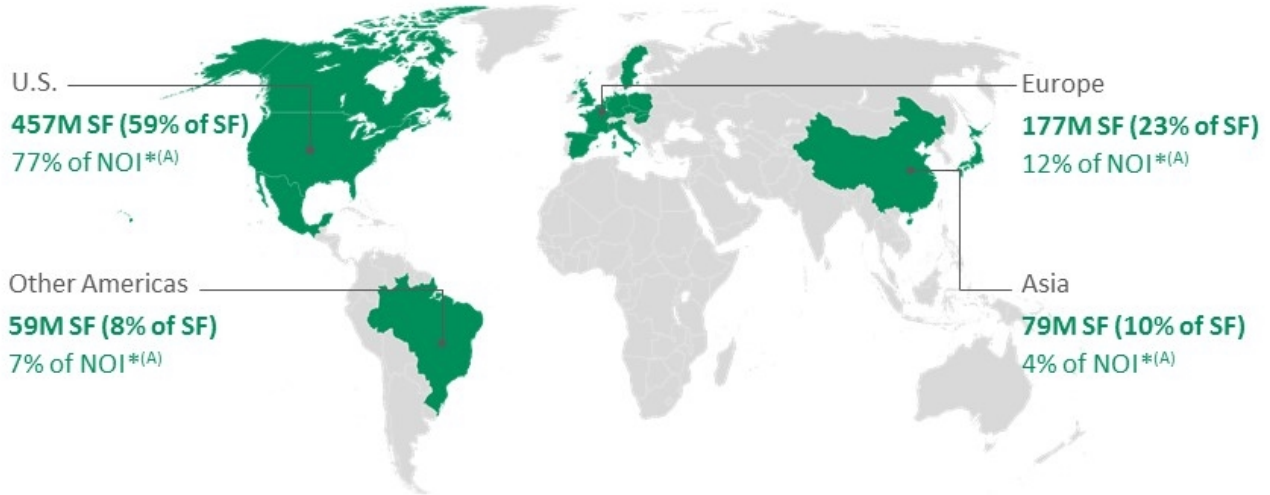 U.S.
457M SF (59% of SF)
77% of NOI*(A)
Europe
177M SF (23% of SF)
12% of NOI*(A)
Other Americas
59M SF (8% of SF)
7% of NOI*(A)
Asia
79M SF (10% of SF)
4% of NOI*(A)